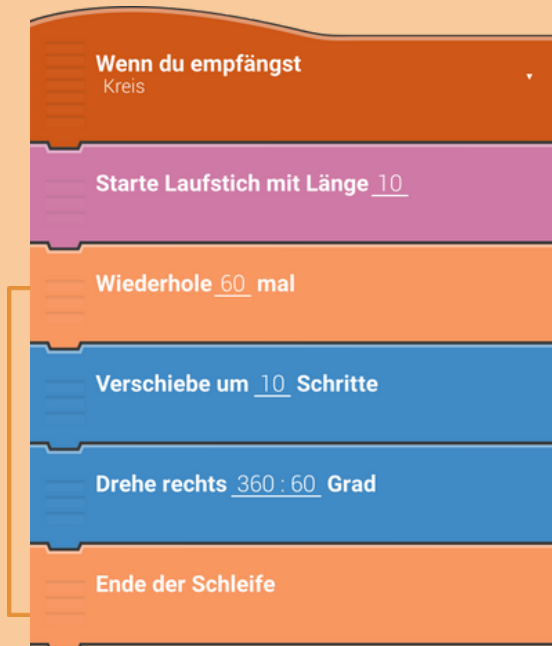 Wenn du empfängst
Kreis
Starte Laufstich mit Länge 10
Wiederhole 60 mal
Verschiebe um 10 Schritte
Drehe rechts 360 : 60 Grad
Ende der Schleife